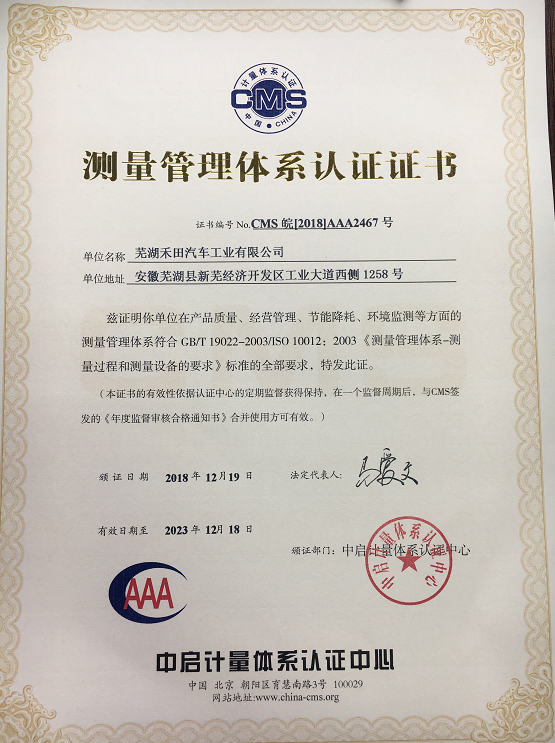 计量体系认证
CMS
中国 CHINA
测量管理体系认证证书
证书编号 No.CMS 皖[2018]AAA2467 号
单位名称 芜湖禾田汽车工业有限公司
单位地址 安徽芜湖县新芜经济开发区工业大道西侧 1258 号
兹证明你单位在产品质量、经营管理、节能降耗、环境监测等方面的
测量管理体系符合 GB/T 19022-2003/ISO 10012：2003《测量管理体系-测
量过程和测量设备的要求》标准的全部要求，特发此证。
（本证书的有效性依据认证中心的定期监督获得保持，在一个监督周期后，与CMS签
发的《年度监督审核合格通知书》合并使用方可有效。）
颁证日期 2018 年 12 月 19 日
法定代表人：马爱文
有效日期至 2023 年 12 月 18 日
颁证部门：中启计量体系认证中心
中启计量体系认证中心
AAA
中启计量体系认证中心
中国 北京 朝阳区育慧南路3号 100029
网站地址:www.china-cms.org